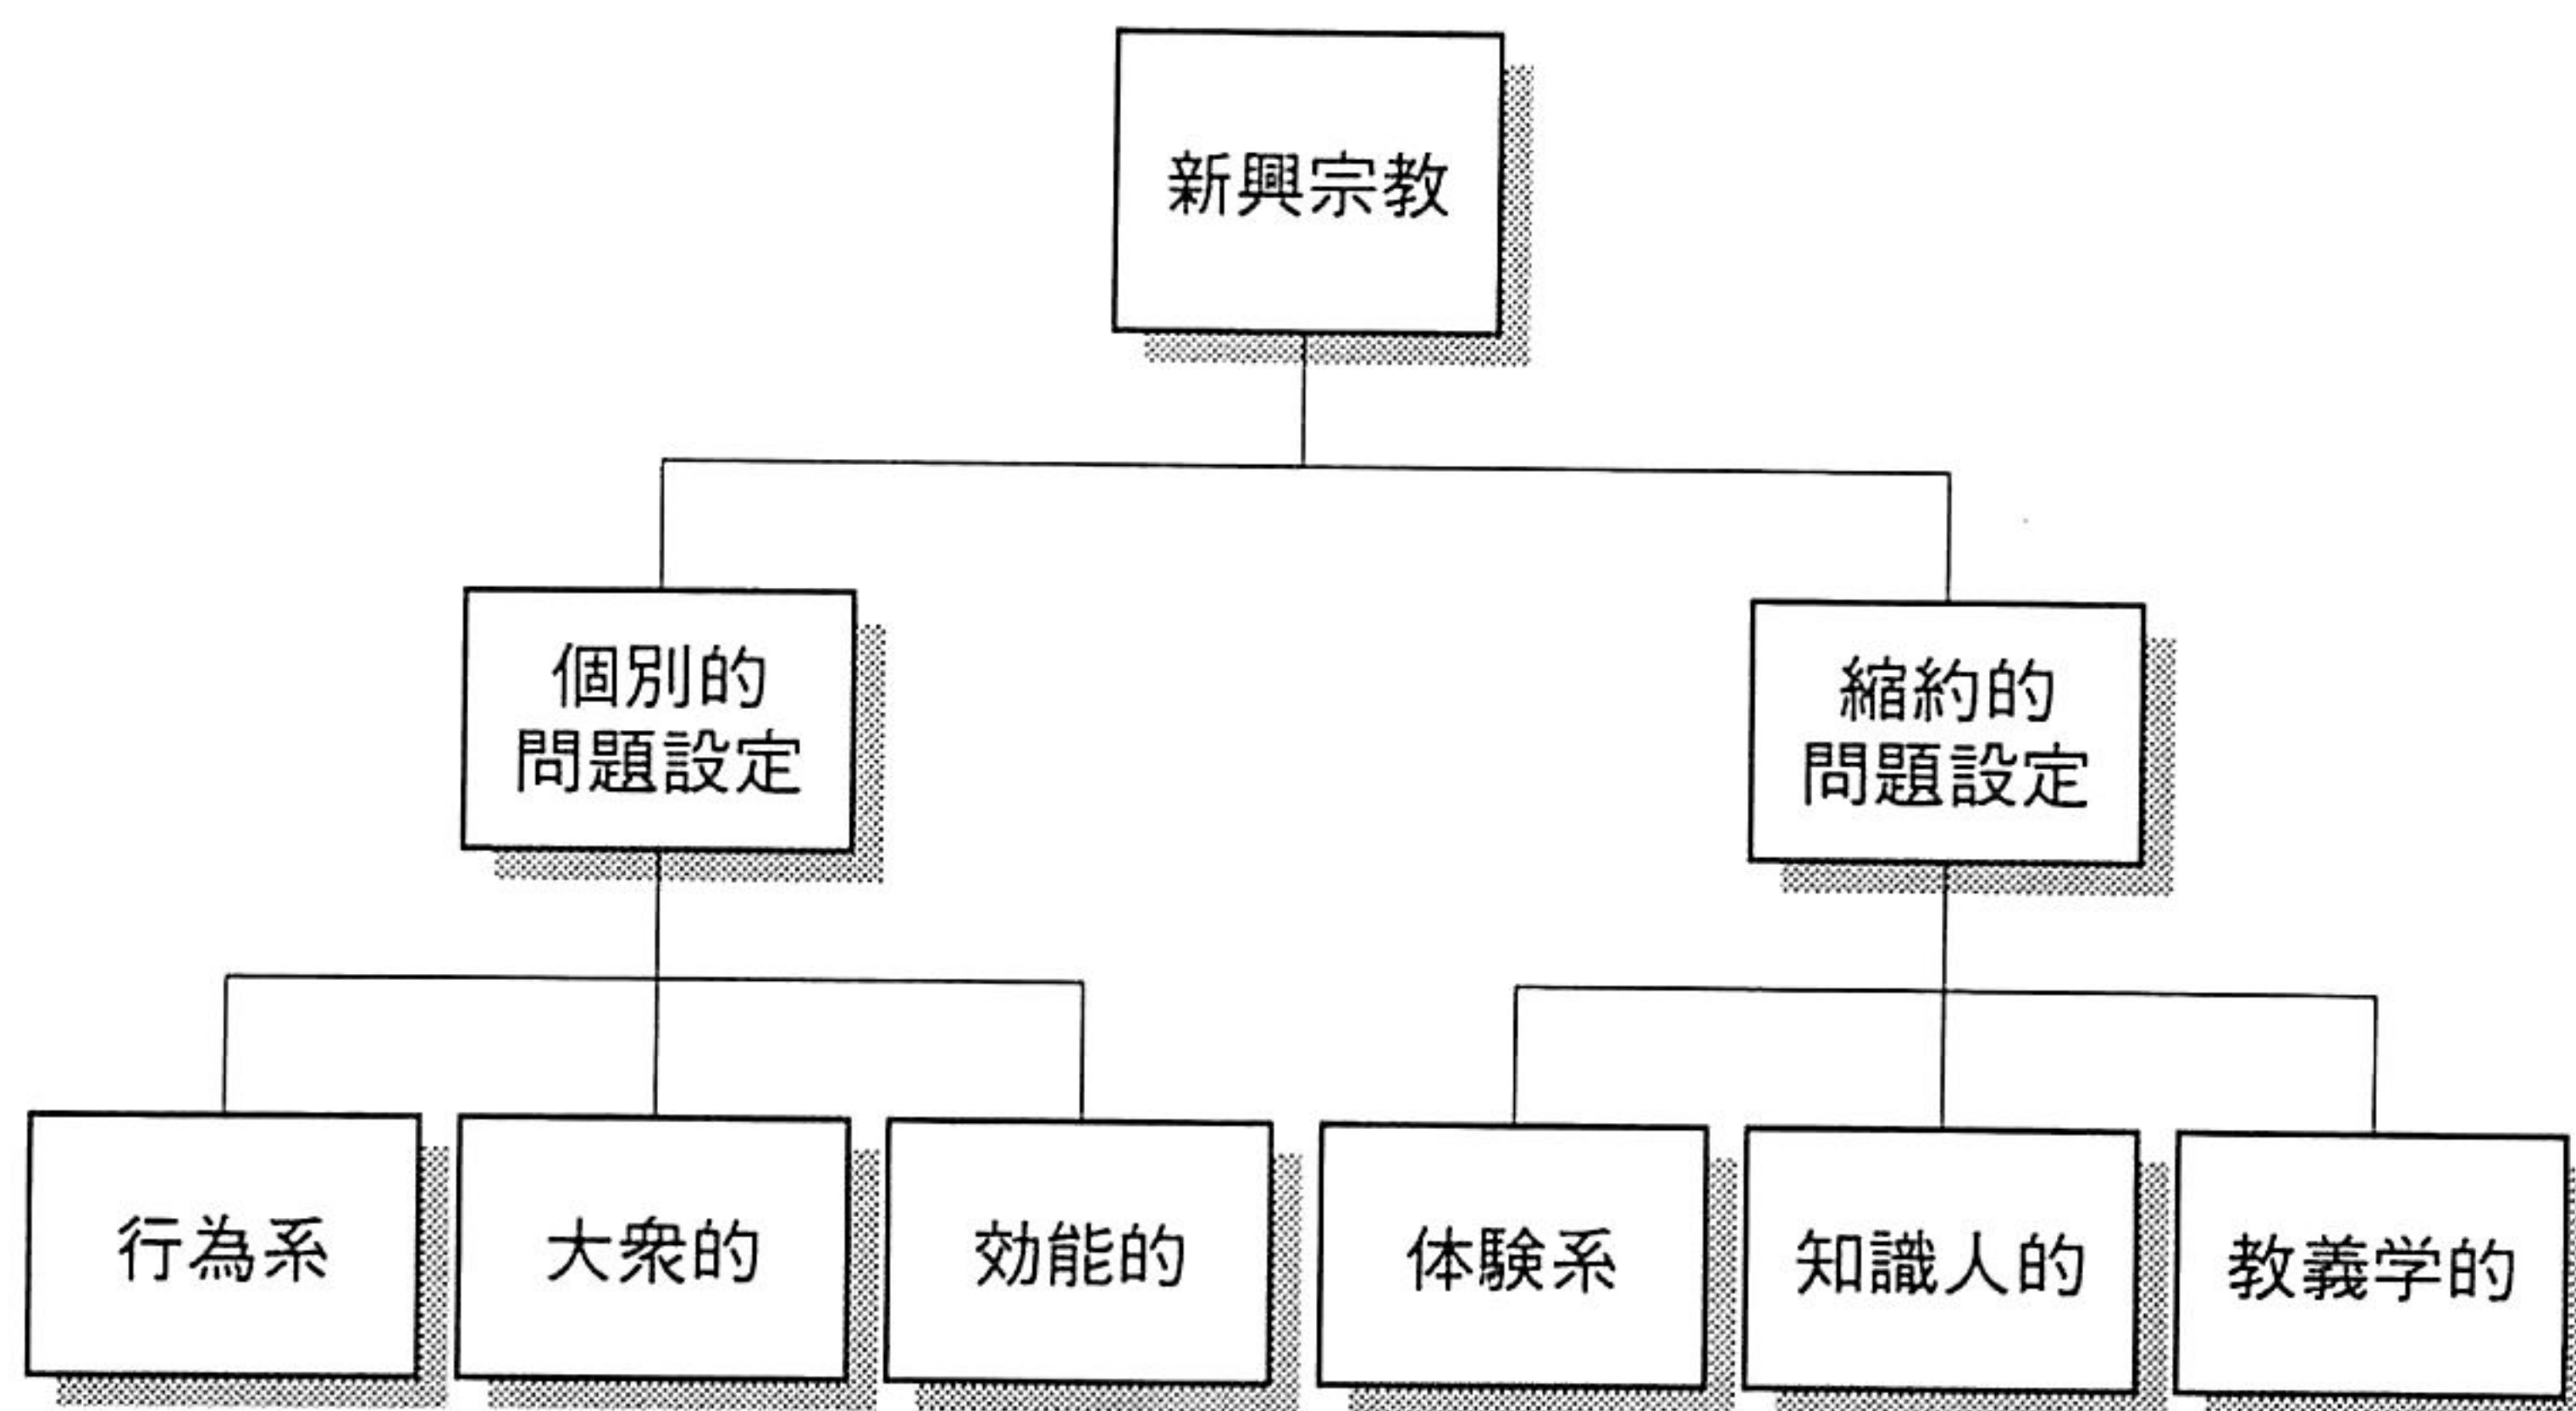 新興宗教
個別的
問題設定
縮約的
問題設定
行為系
大衆的
効能的
体験系
知識人的
教義学的